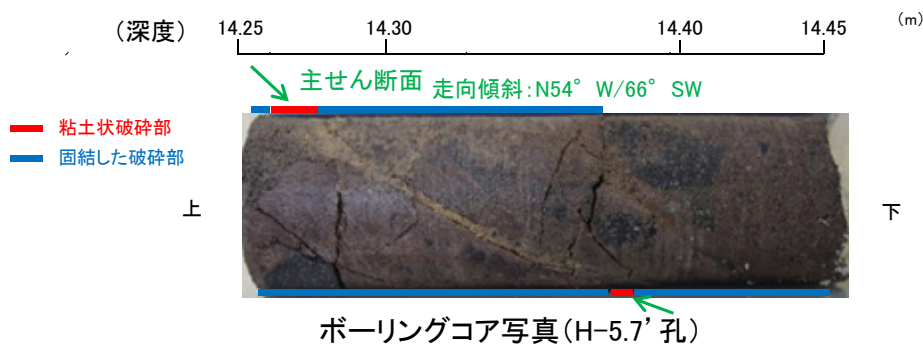 (深度) 14.25 14.30 14.40 14.45 (m)
主せん断面 走向傾斜:N54° W/66° SW
粘土状破砕部
固結した破砕部
上 下
ボーリングコア写真(H-5.7’孔)